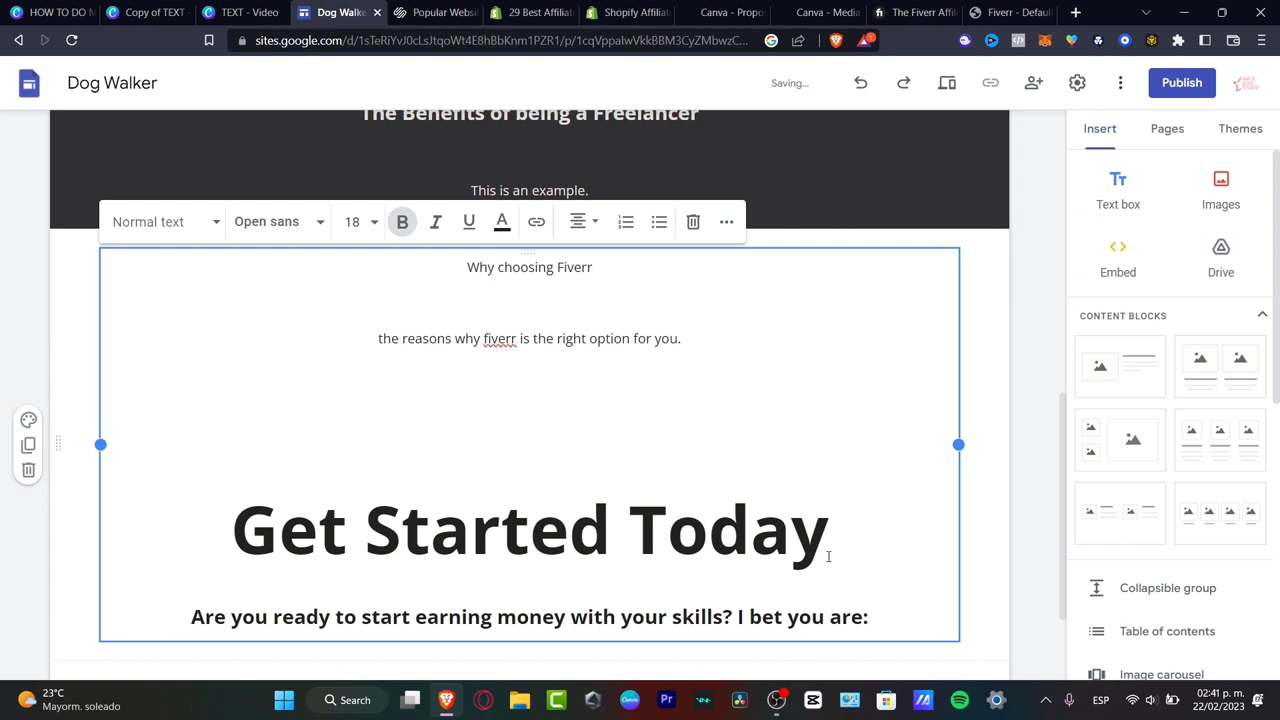 HOW TO DO M
Copy of TEXT -
TEXT - Video
Dog Walke
Popular Websi
29 Best Affiliat
Shopify Affiliat
Canva - Propos
Canva - Media
The Fiverr Affi
Fiverr - Default
sites.google.com/d/1sTeRiYvJ0cLsJtqoWt4E8hBbKnm1PZR1/p/1cqVppalwVkkBBM3CyZMbwzC...
Dog Walker
Saving...
Publish
Insert
Pages
Themes
The Benefits of being a Freelancer
This is an example.
Normal text
Open sans
18
B
I
U
A
Why choosing Fiverr
the reasons why fiverr is the right option for you.
Get Started Today
Are you ready to start earning money with your skills? I bet you are:
Text box
Images
Embed
Drive
CONTENT BLOCKS
Collapsible group
Table of contents
Image carousel
23°C
Mayorm. soleado
Search
ESP
02:41 p. m.
22/02/2023